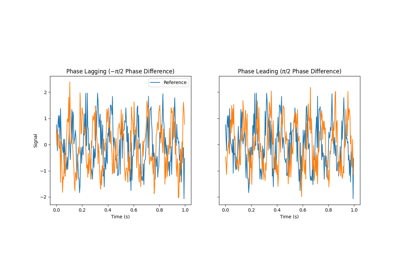 Phase Lagging (−π/2 Phase Difference)
Reference
Signal
2
1
0
−1
−2
0.0 0.2 0.4 0.6 0.8 1.0
Time (s)
Phase Leading (π/2 Phase Difference)
0.0 0.2 0.4 0.6 0.8 1.0
Time (s)